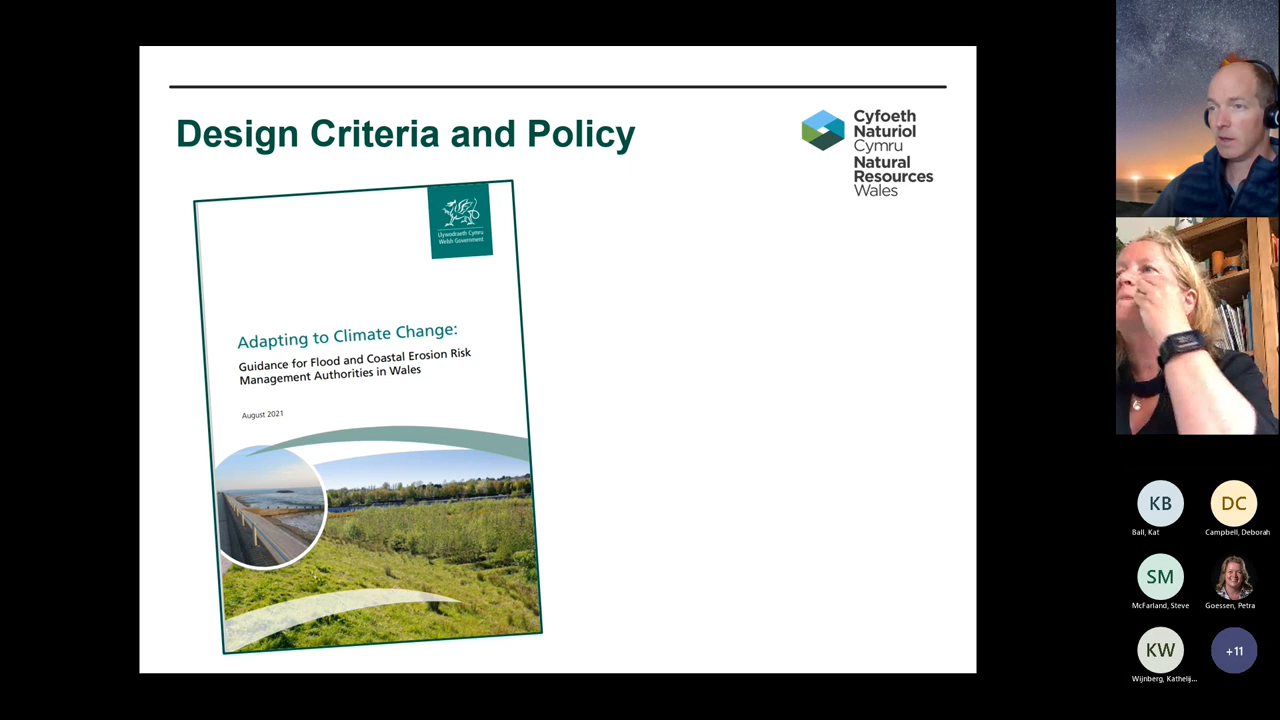 Design Criteria and Policy
Cyfoeth
Naturiol
Cymru
Natural
Resources
Wales
Llywodraeth Cymru
Welsh Government
Adapting to Climate Change:
Guidance for Flood and Coastal Erosion Risk
Management Authorities in Wales
August 2021
KB
DC
Ball, Kat
Campbell, Deborah
SM
McFarland, Steve
Goessen, Petra
KW
+11
Wijnberg, Kathelij...